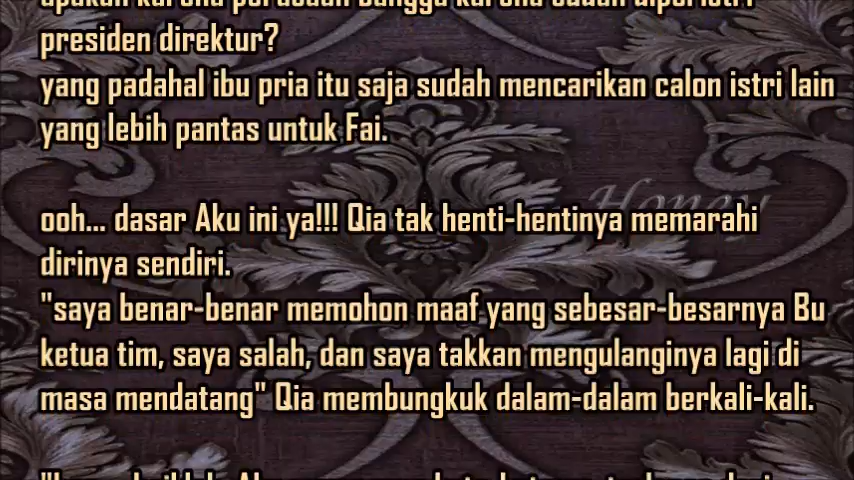 presiden direktur?
yang padahal ibu pria itu saja sudah mencarikan calon istri lain
yang lebih pantas untuk Fai.
Honey
ooh... dasar Aku ini ya!!! Qia tak henti-hentinya memarahi
dirinya sendiri.
"saya benar-benar memohon maaf yang sebesar-besarnya Bu
ketua tim, saya salah, dan saya takkan mengulanginya lagi di
masa mendatang" Qia membungkuk dalam-dalam berkali-kali.